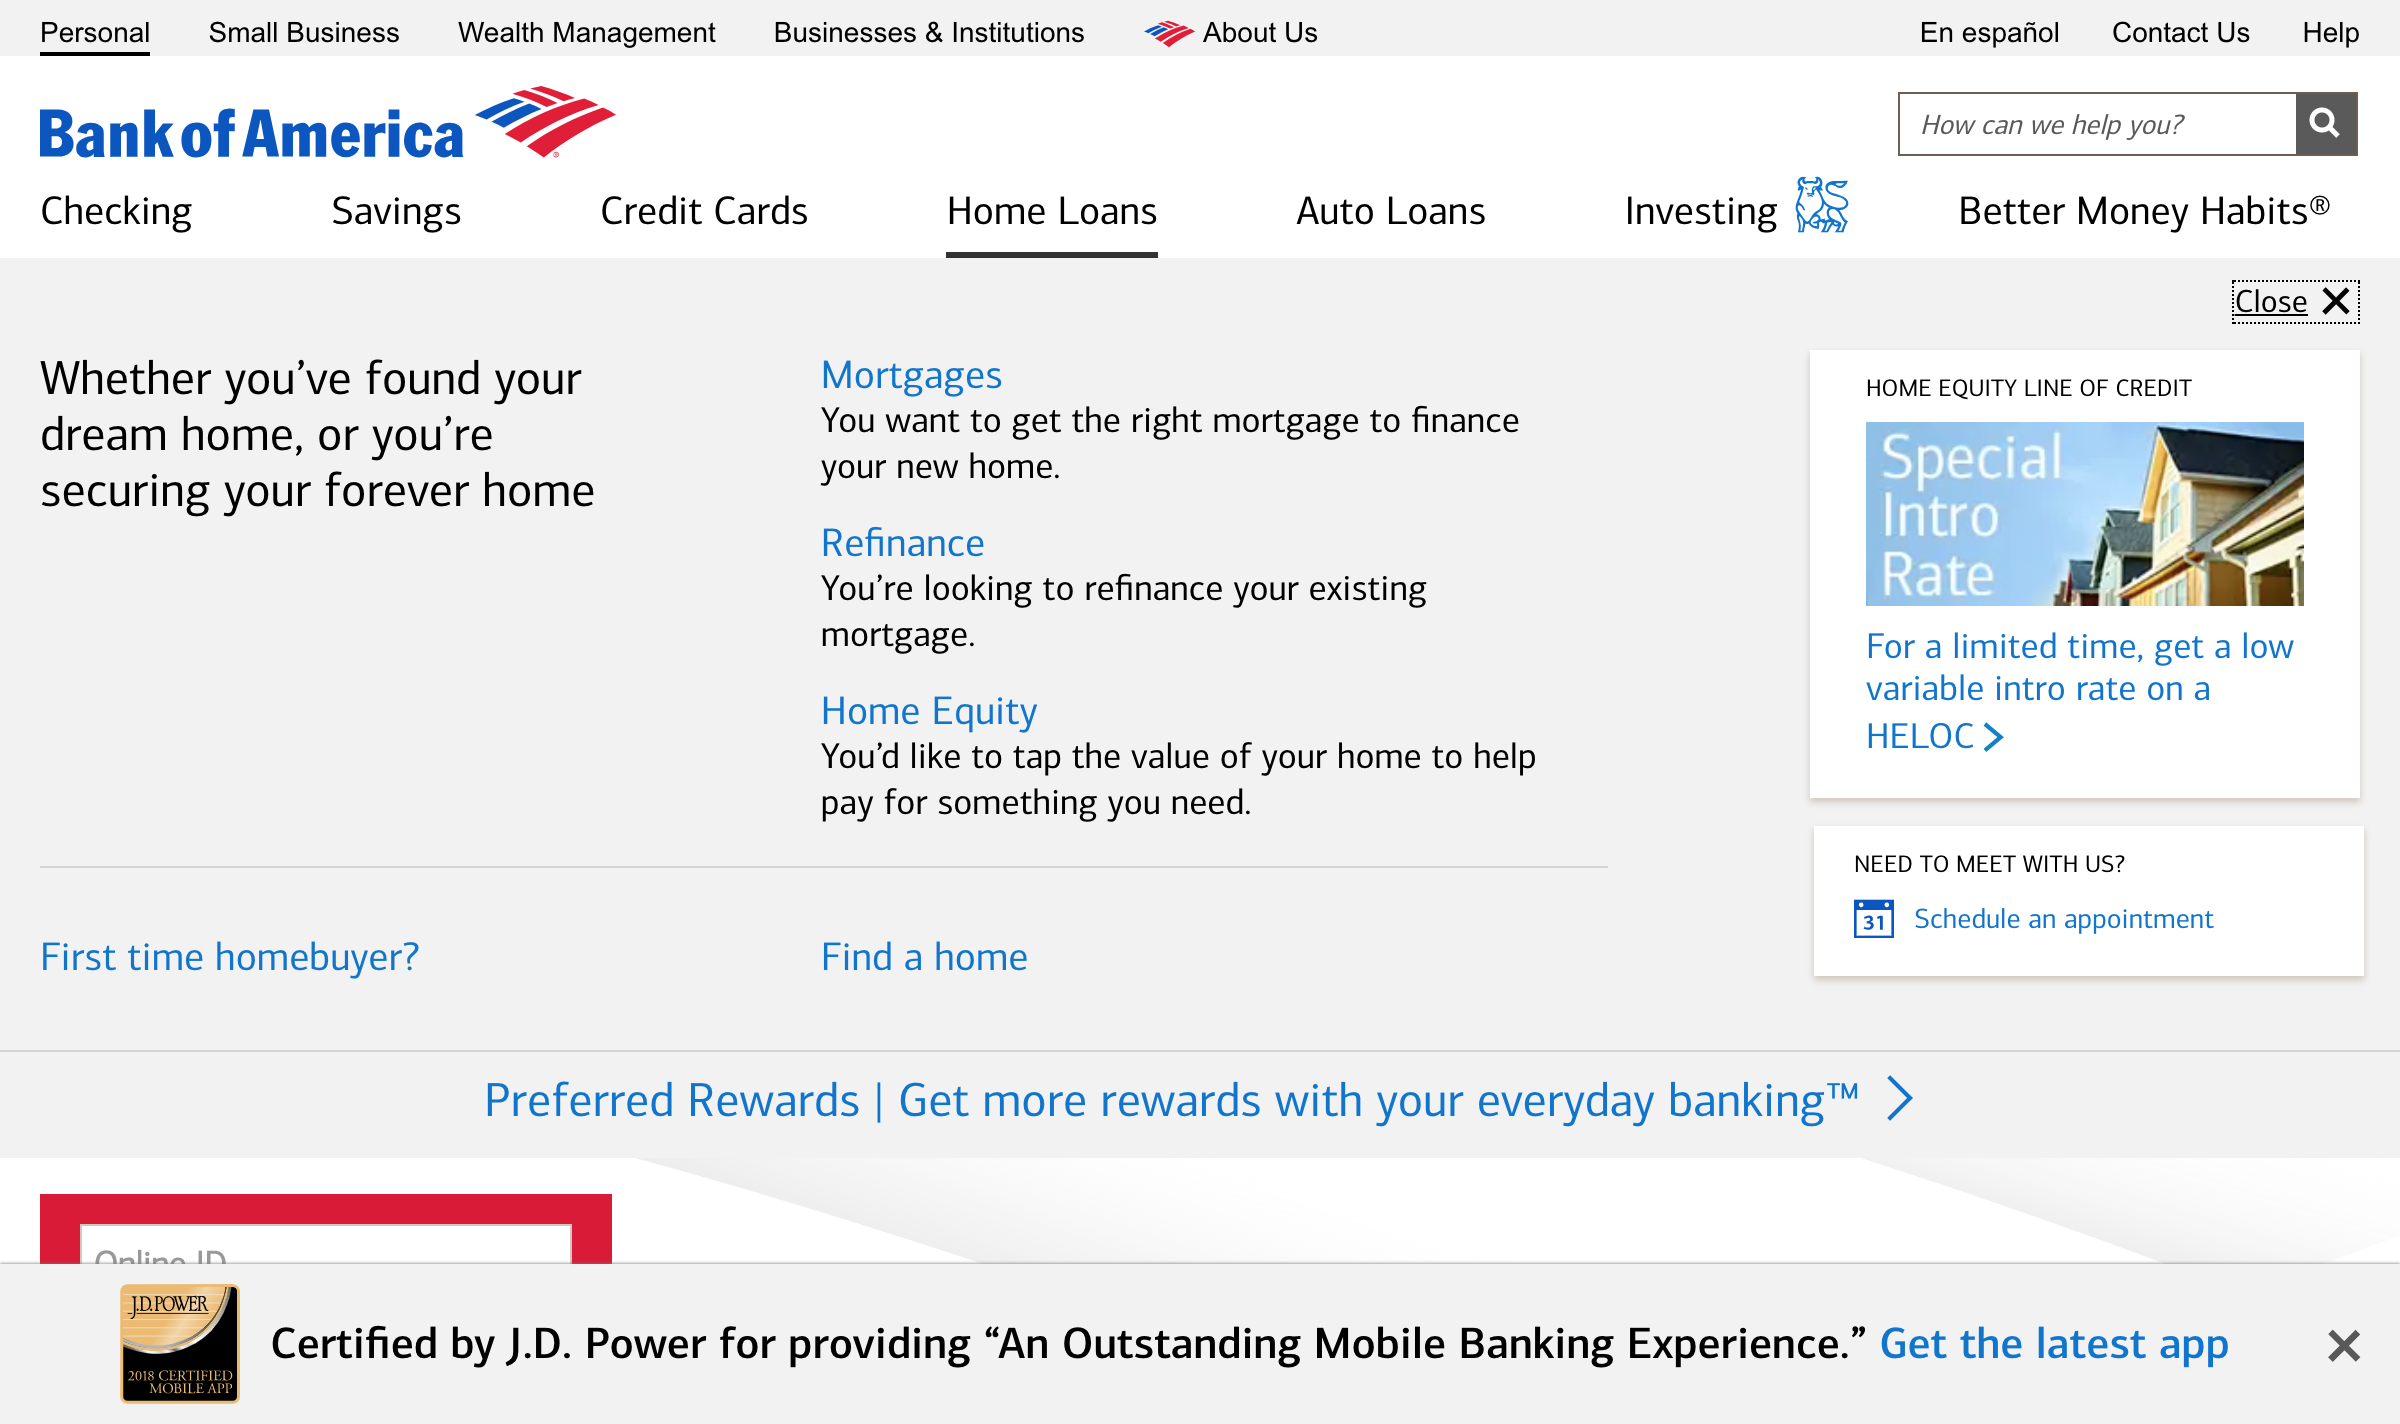 Personal Small Business Wealth Management Businesses & Institutions About Us En español Contact Us Help
Bank of America
How can we help you?
Checking Savings Credit Cards Home Loans Auto Loans Investing Better Money Habits®
Close
Whether you’ve found your
dream home, or you’re
securing your forever home
Mortgages
You want to get the right mortgage to finance
your new home.
Refinance
You’re looking to refinance your existing
mortgage.
Home Equity
You’d like to tap the value of your home to help
pay for something you need.
HOME EQUITY LINE OF CREDIT
Special
Intro
Rate
For a limited time, get a low
variable intro rate on a
HELOC
NEED TO MEET WITH US?
31 Schedule an appointment
First time homebuyer? Find a home
Preferred Rewards | Get more rewards with your everyday banking™
Online ID
J.D. POWER
2018 CERTIFIED
MOBILE APP
Certified by J.D. Power for providing “An Outstanding Mobile Banking Experience.” Get the latest app